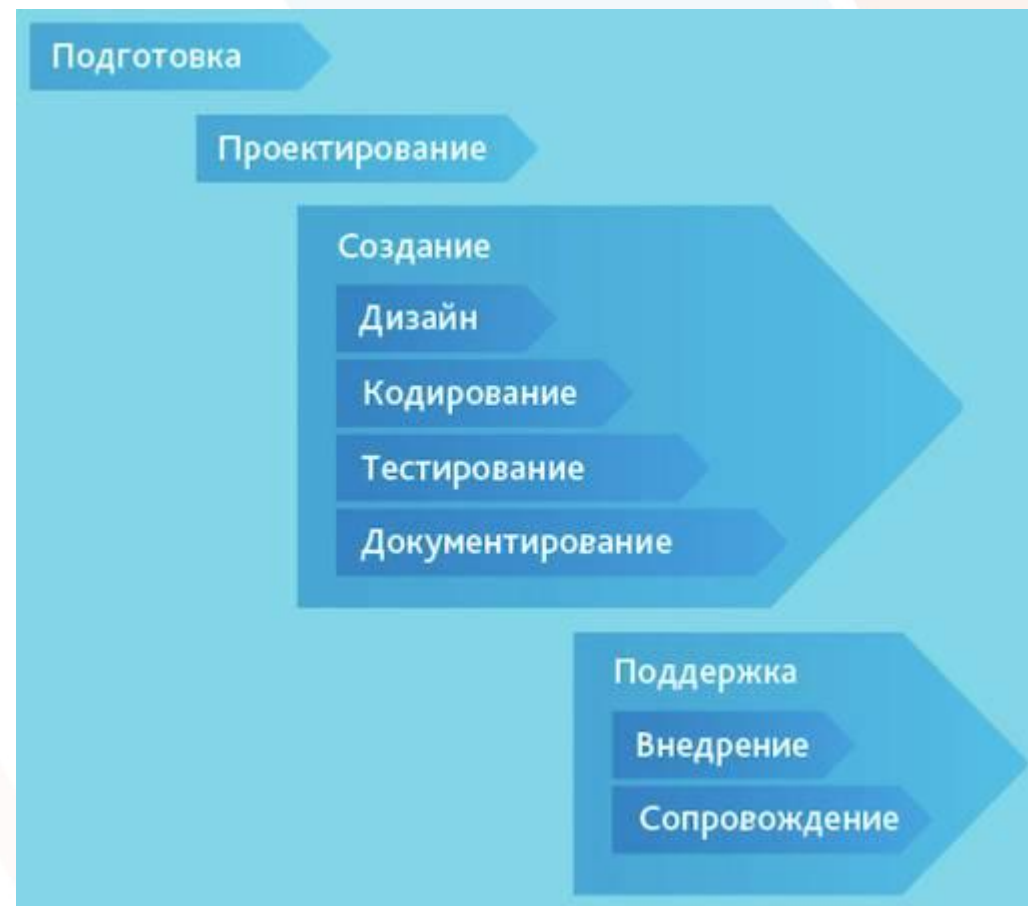 Подготовка
Проектирование
Создание
Дизайн
Кодирование
Тестирование
Документирование
Поддержка
Внедрение
Сопровождение